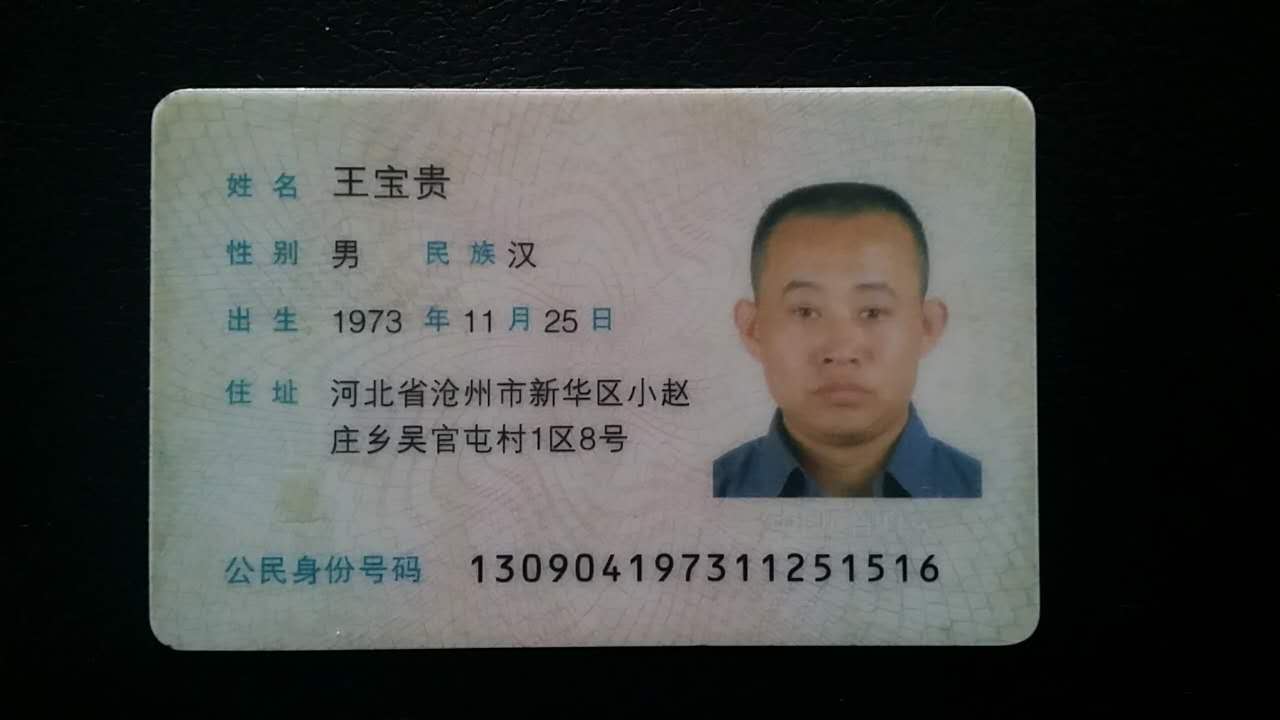 姓名 王宝贵
性别 男 民族 汉
出生 1973 年 11 月 25 日
住址 河北省沧州市新华区小赵
庄乡吴官屯村1区8号
公民身份号码 130904197311251516